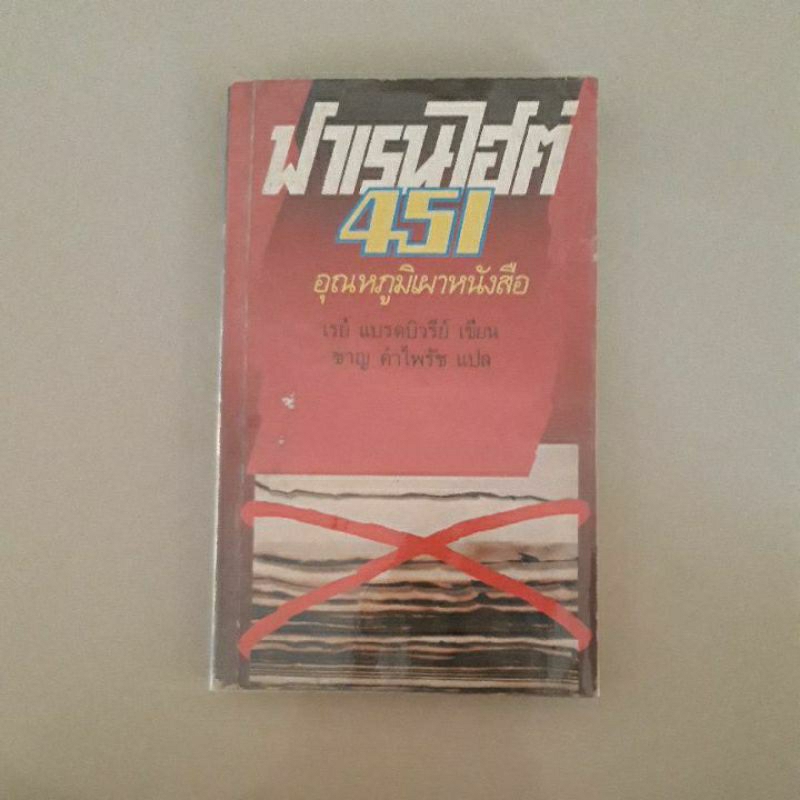 ฟาเรนไฮต์
451
อุณหภูมิเผาหนังสือ
เรย์ แบรดบิวรีย์ เขียน
ชาญ คำไพรัช แปล